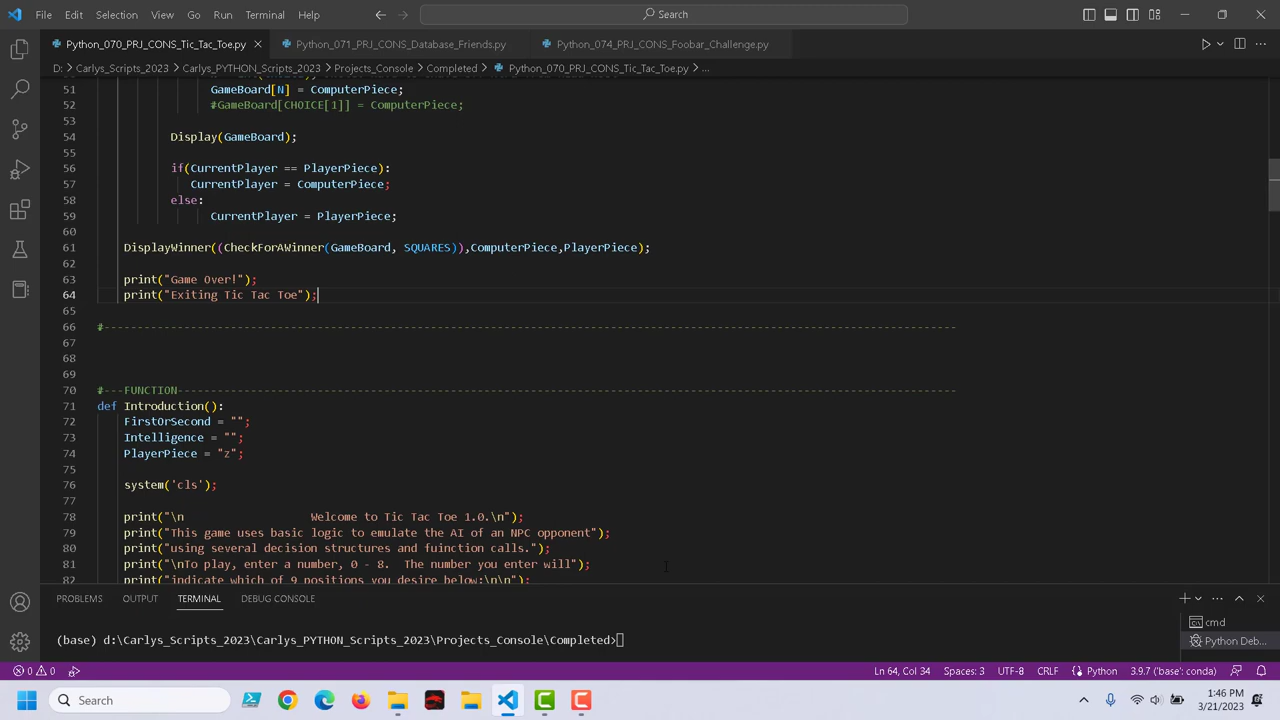 File Edit Selection View Go Run Terminal Help Search
Python_070_PRJ_CONS_Tic_Tac_Toe.py Python_071_PRJ_CONS_Database_Friends.py Python_074_PRJ_CONS_Foobar_Challenge.py
D: > Carlys_Scripts_2023 > Carlys_PYTHON_Scripts_2023 > Projects_Console > Completed > Python_070_PRJ_CONS_Tic_Tac_Toe.py > ...
51 GameBoard[N] = ComputerPiece;
52 #GameBoard[CHOICE[1]] = ComputerPiece;
53
54 Display(GameBoard);
55
56 if(CurrentPlayer == PlayerPiece):
57 CurrentPlayer = ComputerPiece;
58 else:
59 CurrentPlayer = PlayerPiece;
60
61 DisplayWinner((CheckForAWinner(GameBoard, SQUARES)),ComputerPiece,PlayerPiece);
62
63 print("Game Over!");
64 print("Exiting Tic Tac Toe");
65
66 #---------------------------------------------------------------------------------------------------------------------------------
67
68
69
70 #---FUNCTION---------------------------------------------------------------------------------------------------------------------
71 def Introduction():
72 FirstOrSecond = "";
73 Intelligence = "";
74 PlayerPiece = "z";
75
76 system('cls');
77
78 print("\n Welcome to Tic Tac Toe 1.0.\n");
79 print("This game uses basic logic to emulate the AI of an NPC opponent");
80 print("using several decision structures and fuinction calls.");
81 print("\nTo play, enter a number, 0 - 8. The number you enter will");
82 print("indicate which of 9 positions you desire below:\n\n");
PROBLEMS OUTPUT TERMINAL DEBUG CONSOLE
cmd
(base) d:\Carlys_Scripts_2023\Carlys_PYTHON_Scripts_2023\Projects_Console\Completed>
Python Deb...
0 0 Ln 64, Col 34 Spaces: 3 UTF-8 CRLF Python 3.9.7 ('base': conda)
Search
1:46 PM
3/21/2023